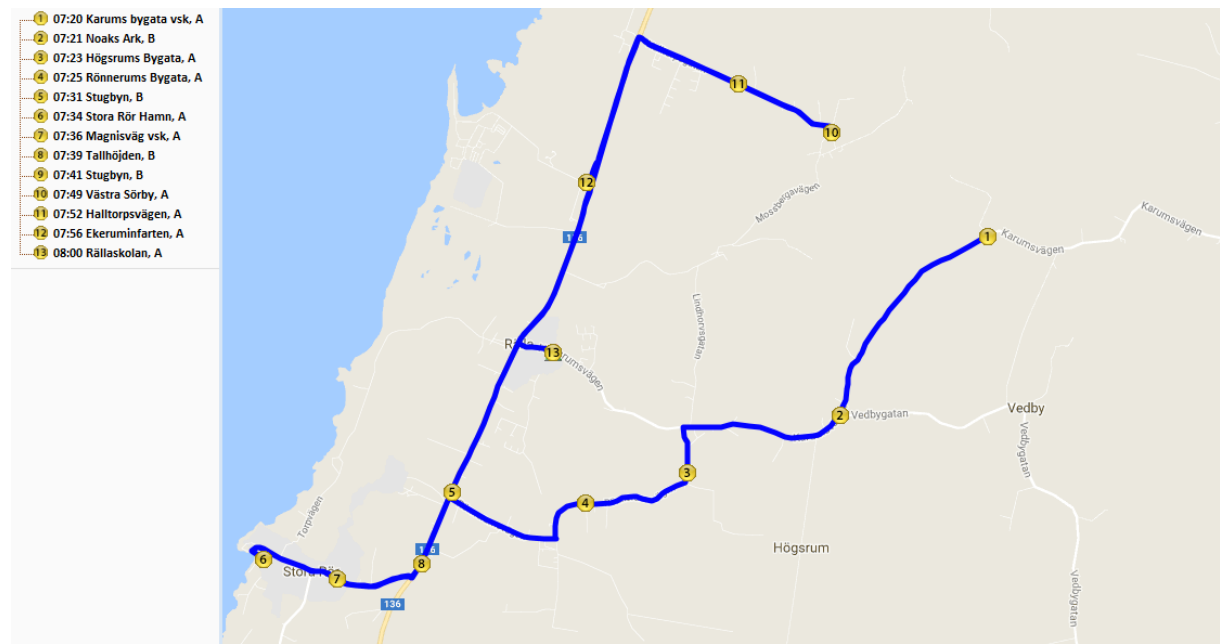 1 07:20 Karums bygata vsk, A
2 07:21 Noaks Ark, B
3 07:23 Högsrums Bygata, A
4 07:25 Rönnerums Bygata, A
5 07:31 Stugbyn, B
6 07:34 Stora Rör Hamn, A
7 07:36 Magnisväg vsk, A
8 07:39 Tallhöjden, B
9 07:41 Stugbyn, B
10 07:49 Västra Sörby, A
11 07:52 Halltorpsvägen, A
12 07:56 Ekeruminfarten, A
13 08:00 Rällaskolan, A
11
10
12
Mossbergavägen
Karumsvägen
1
Karumsvägen
Lindhorvsgatan
13
Karumsvägen
2
Vedbygatan
Vedby
Vedbygatan
3
5
4
Torpvägen
Högsrum
6
Stora
7
8
136
Vedbygatan